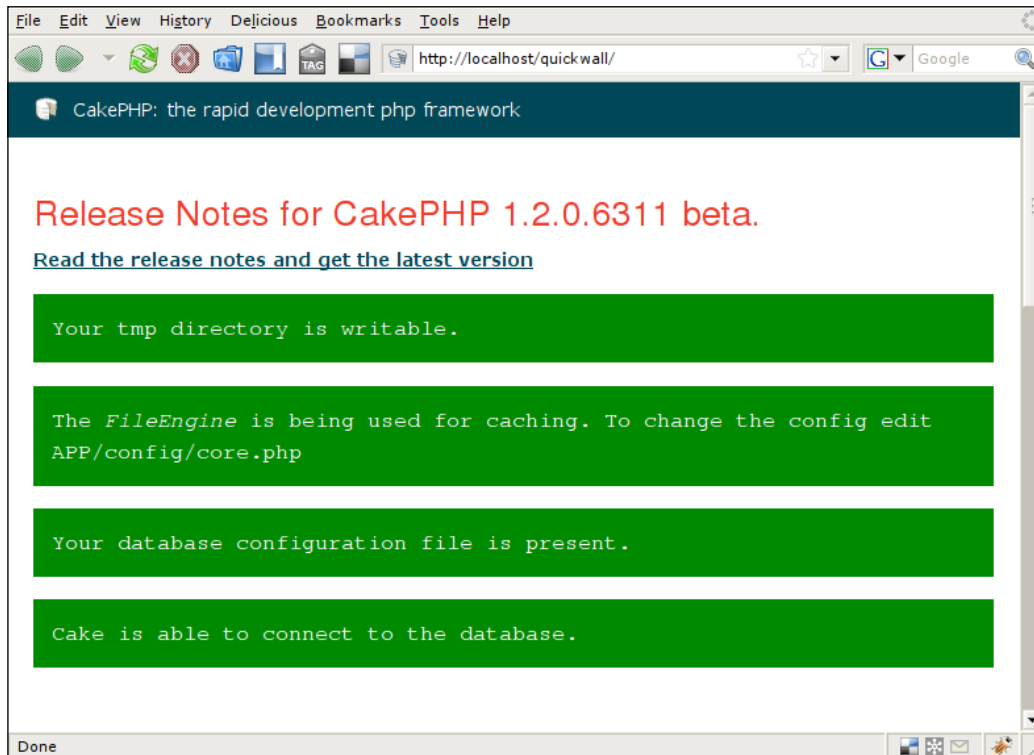 File Edit View History Delicious Bookmarks Tools Help
TAG http://localhost/quickwall/ G Google
CakePHP: the rapid development php framework
Release Notes for CakePHP 1.2.0.6311 beta.
Read the release notes and get the latest version
Your tmp directory is writable.
The FileEngine is being used for caching. To change the config edit
APP/config/core.php
Your database configuration file is present.
Cake is able to connect to the database.
Done